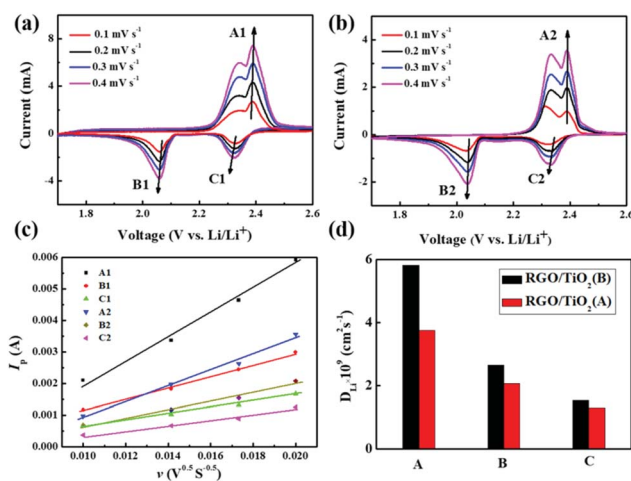 (a)
A1
0.1 mV s⁻¹
0.2 mV s⁻¹
0.3 mV s⁻¹
0.4 mV s⁻¹
B1
C1
Current (mA)
8
4
0
-4
1.8 2.0 2.2 2.4 2.6
Voltage (V vs. Li/Li⁺)
(b)
A2
0.1 mV s⁻¹
0.2 mV s⁻¹
0.3 mV s⁻¹
0.4 mV s⁻¹
B2
C2
Current (mA)
4
2
0
-2
1.8 2.0 2.2 2.4 2.6
Voltage (V vs. Li/Li⁺)
(c)
A1
B1
C1
A2
B2
C2
Iₚ (A)
0.006
0.005
0.004
0.003
0.002
0.001
0.000
0.010 0.012 0.014 0.016 0.018 0.020
v (V⁰·⁵ S⁻⁰·⁵)
(d)
RGO/TiO₂(B)
RGO/TiO₂(A)
D_Li×10⁹ (cm²s⁻¹)
6
4
2
0
A B C